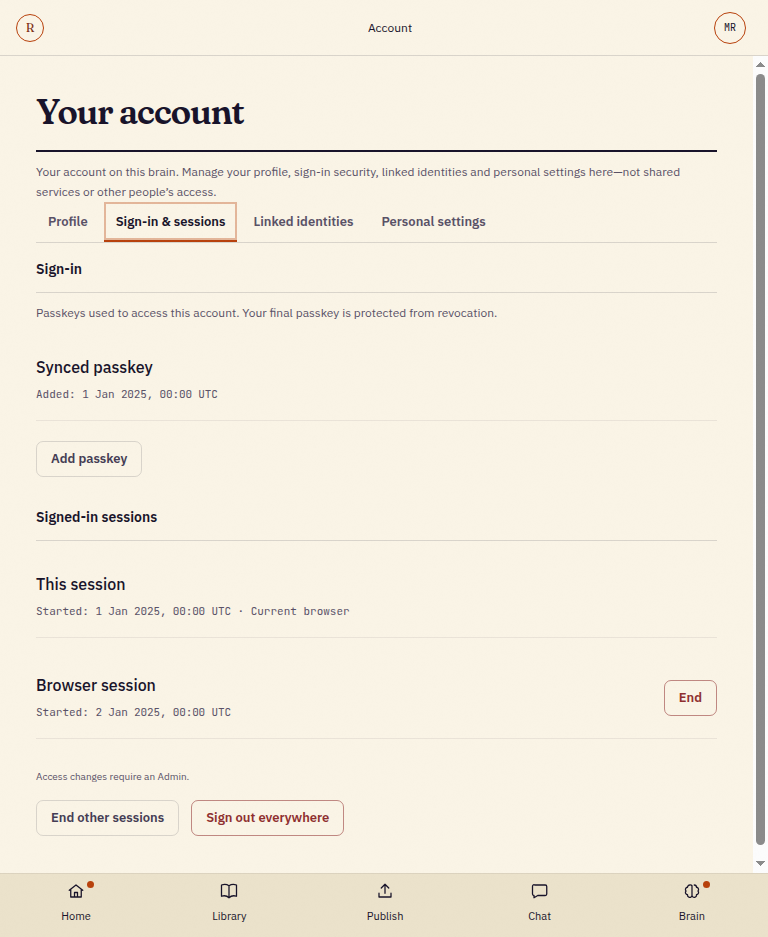 R
Account
MR
Your account
Your account on this brain. Manage your profile, sign-in security, linked identities and personal settings here—not shared
services or other people's access.
Profile
Sign-in & sessions
Linked identities
Personal settings
Sign-in
Passkeys used to access this account. Your final passkey is protected from revocation.
Synced passkey
Added: 1 Jan 2025, 00:00 UTC
Add passkey
Signed-in sessions
This session
Started: 1 Jan 2025, 00:00 UTC · Current browser
Browser session
Started: 2 Jan 2025, 00:00 UTC
End
Access changes require an Admin.
End other sessions
Sign out everywhere
Home
Library
Publish
Chat
Brain